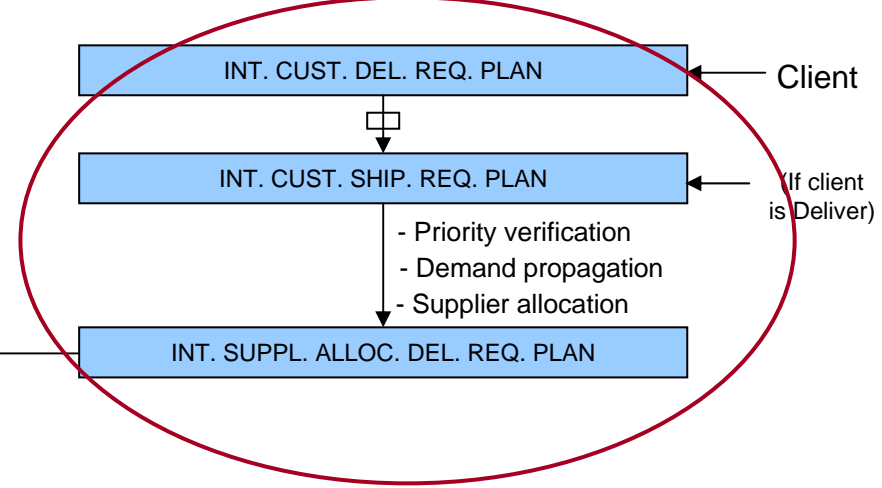 INT. CUST. DEL. REQ. PLAN
Client
INT. CUST. SHIP. REQ. PLAN
(If client
is Deliver)
- Priority verification
- Demand propagation
- Supplier allocation
INT. SUPPL. ALLOC. DEL. REQ. PLAN